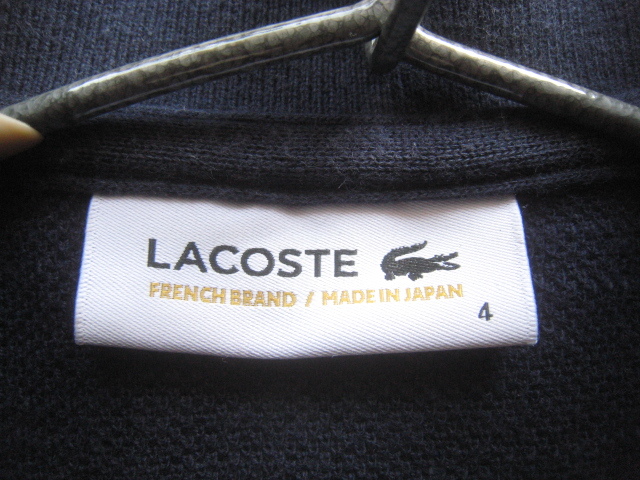 LACOSTE
FRENCH BRAND / MADE IN JAPAN
4